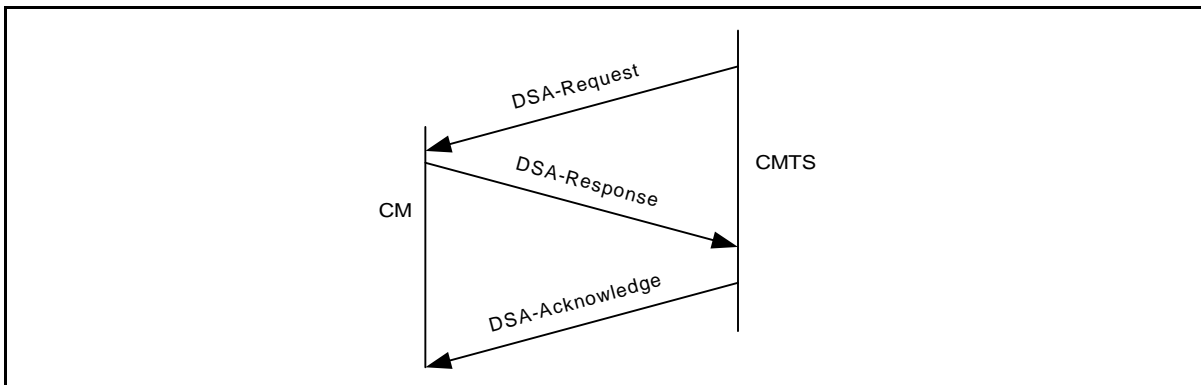 DSA-Request
DSA-Response
CMTS
CM
DSA-Acknowledge